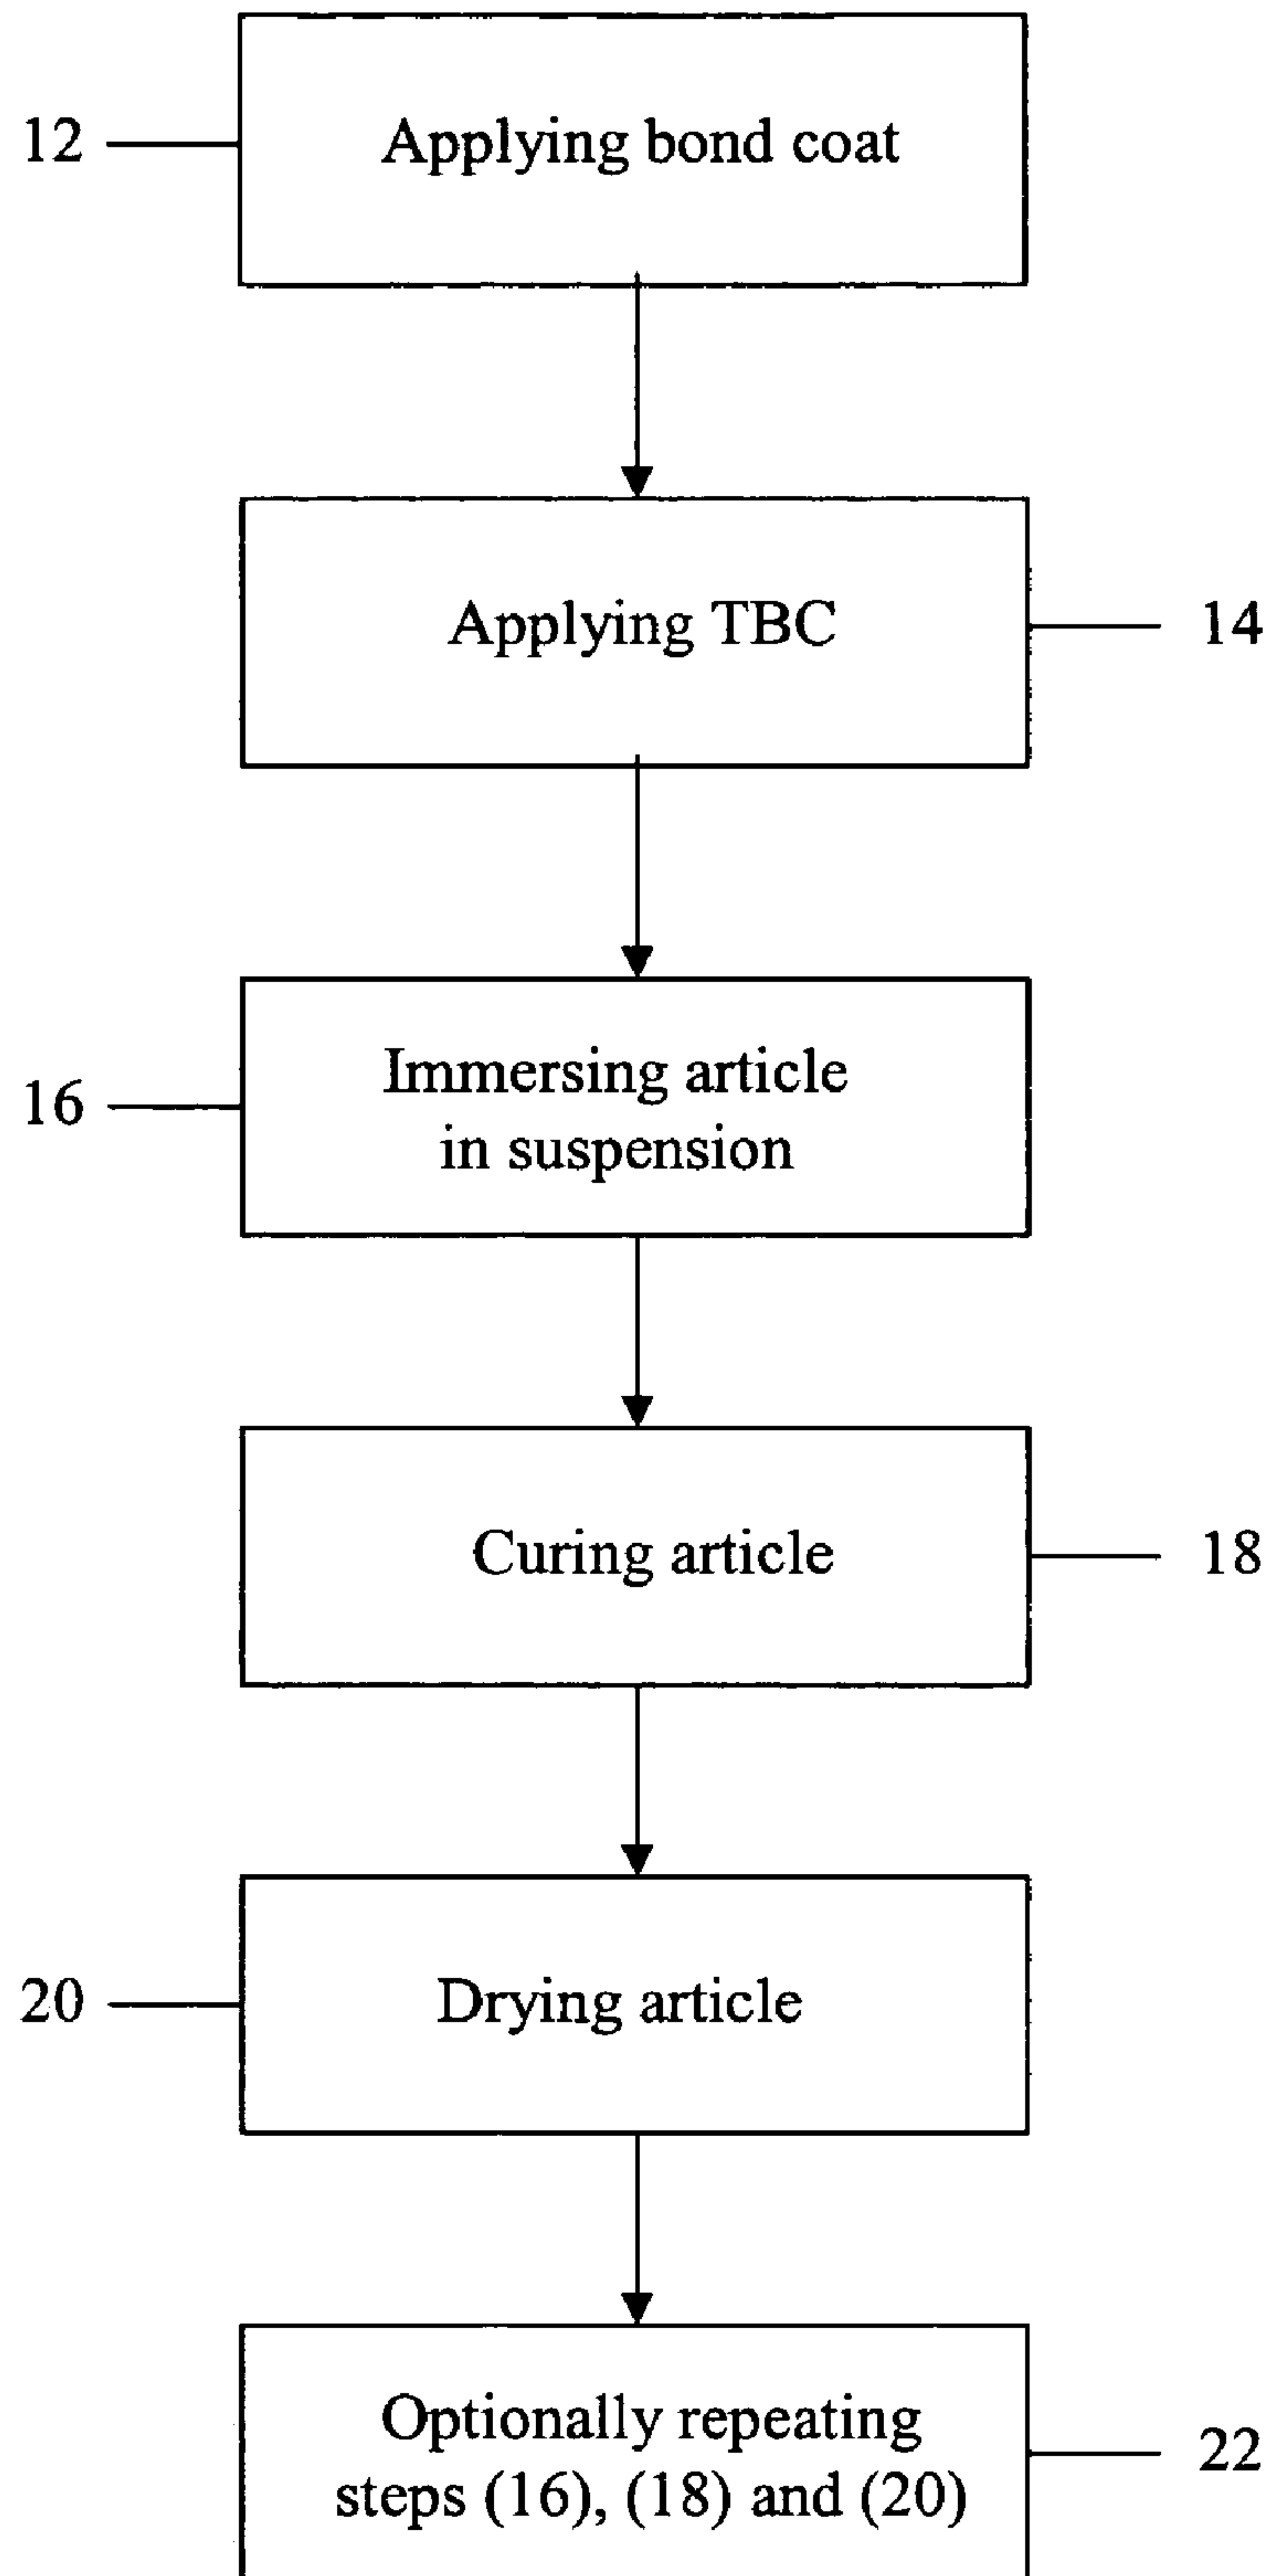 12
Applying bond coat
Applying TBC
14
16
Immersing article
in suspension
Curing article
18
20
Drying article
Optionally repeating
steps (16), (18) and (20)
22